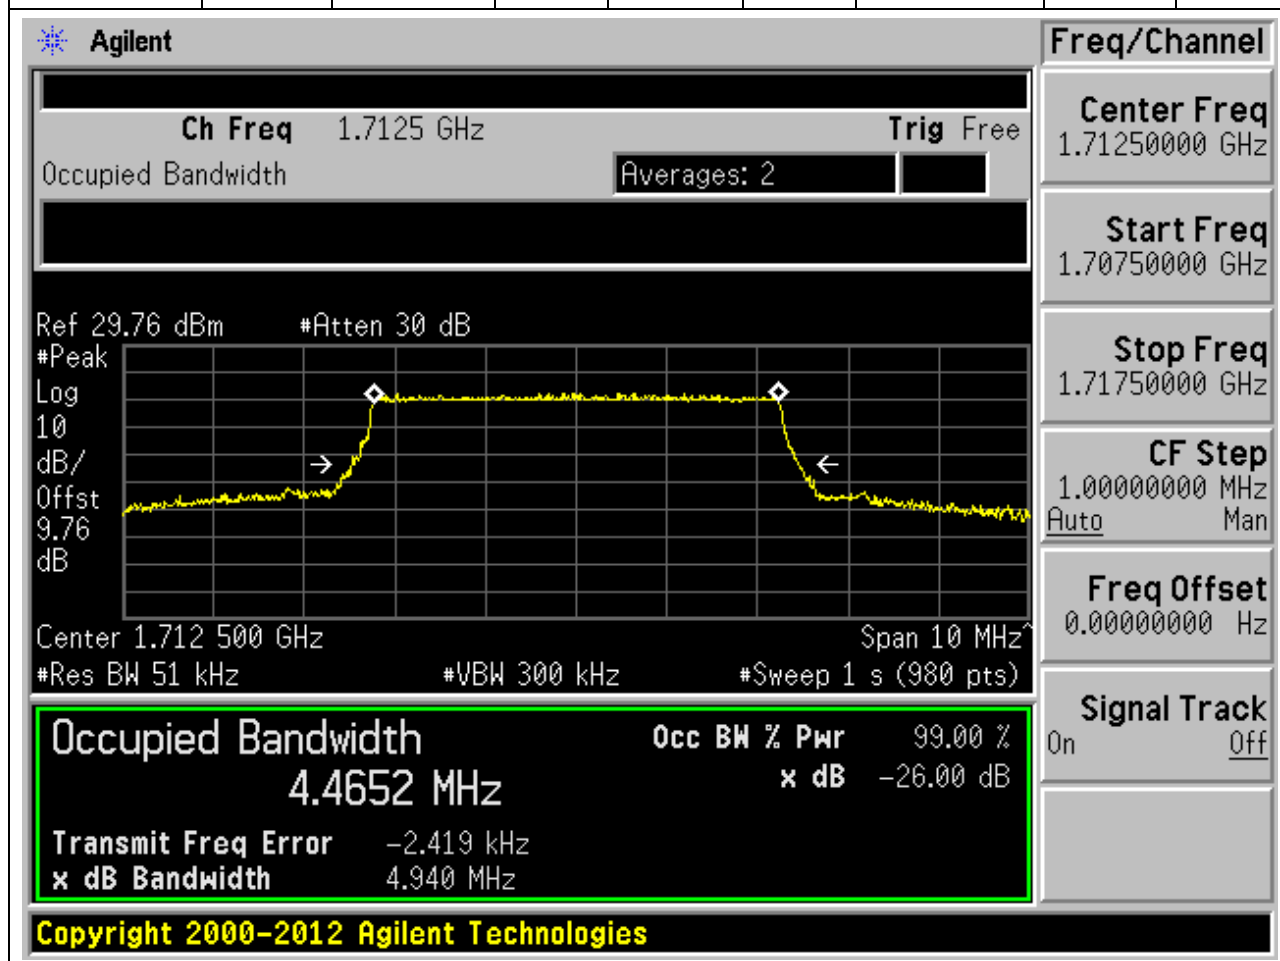 Agilent
Freq/Channel
Ch Freq 1.7125 GHz Trig Free
Occupied Bandwidth Averages: 2
Ref 29.76 dBm #Atten 30 dB
#Peak
Log
10
dB/
Offst
9.76
dB
Center 1.712 500 GHz Span 10 MHz^
#Res BW 51 kHz #VBW 300 kHz #Sweep 1 s (980 pts)
Occupied Bandwidth Occ BW % Pwr 99.00 %
4.4652 MHz x dB -26.00 dB
Transmit Freq Error -2.419 kHz
x dB Bandwidth 4.940 MHz
Copyright 2000-2012 Agilent Technologies
Center Freq
1.71250000 GHz
Start Freq
1.70750000 GHz
Stop Freq
1.71750000 GHz
CF Step
1.00000000 MHz
Auto Man
Freq Offset
0.00000000 Hz
Signal Track
On Off